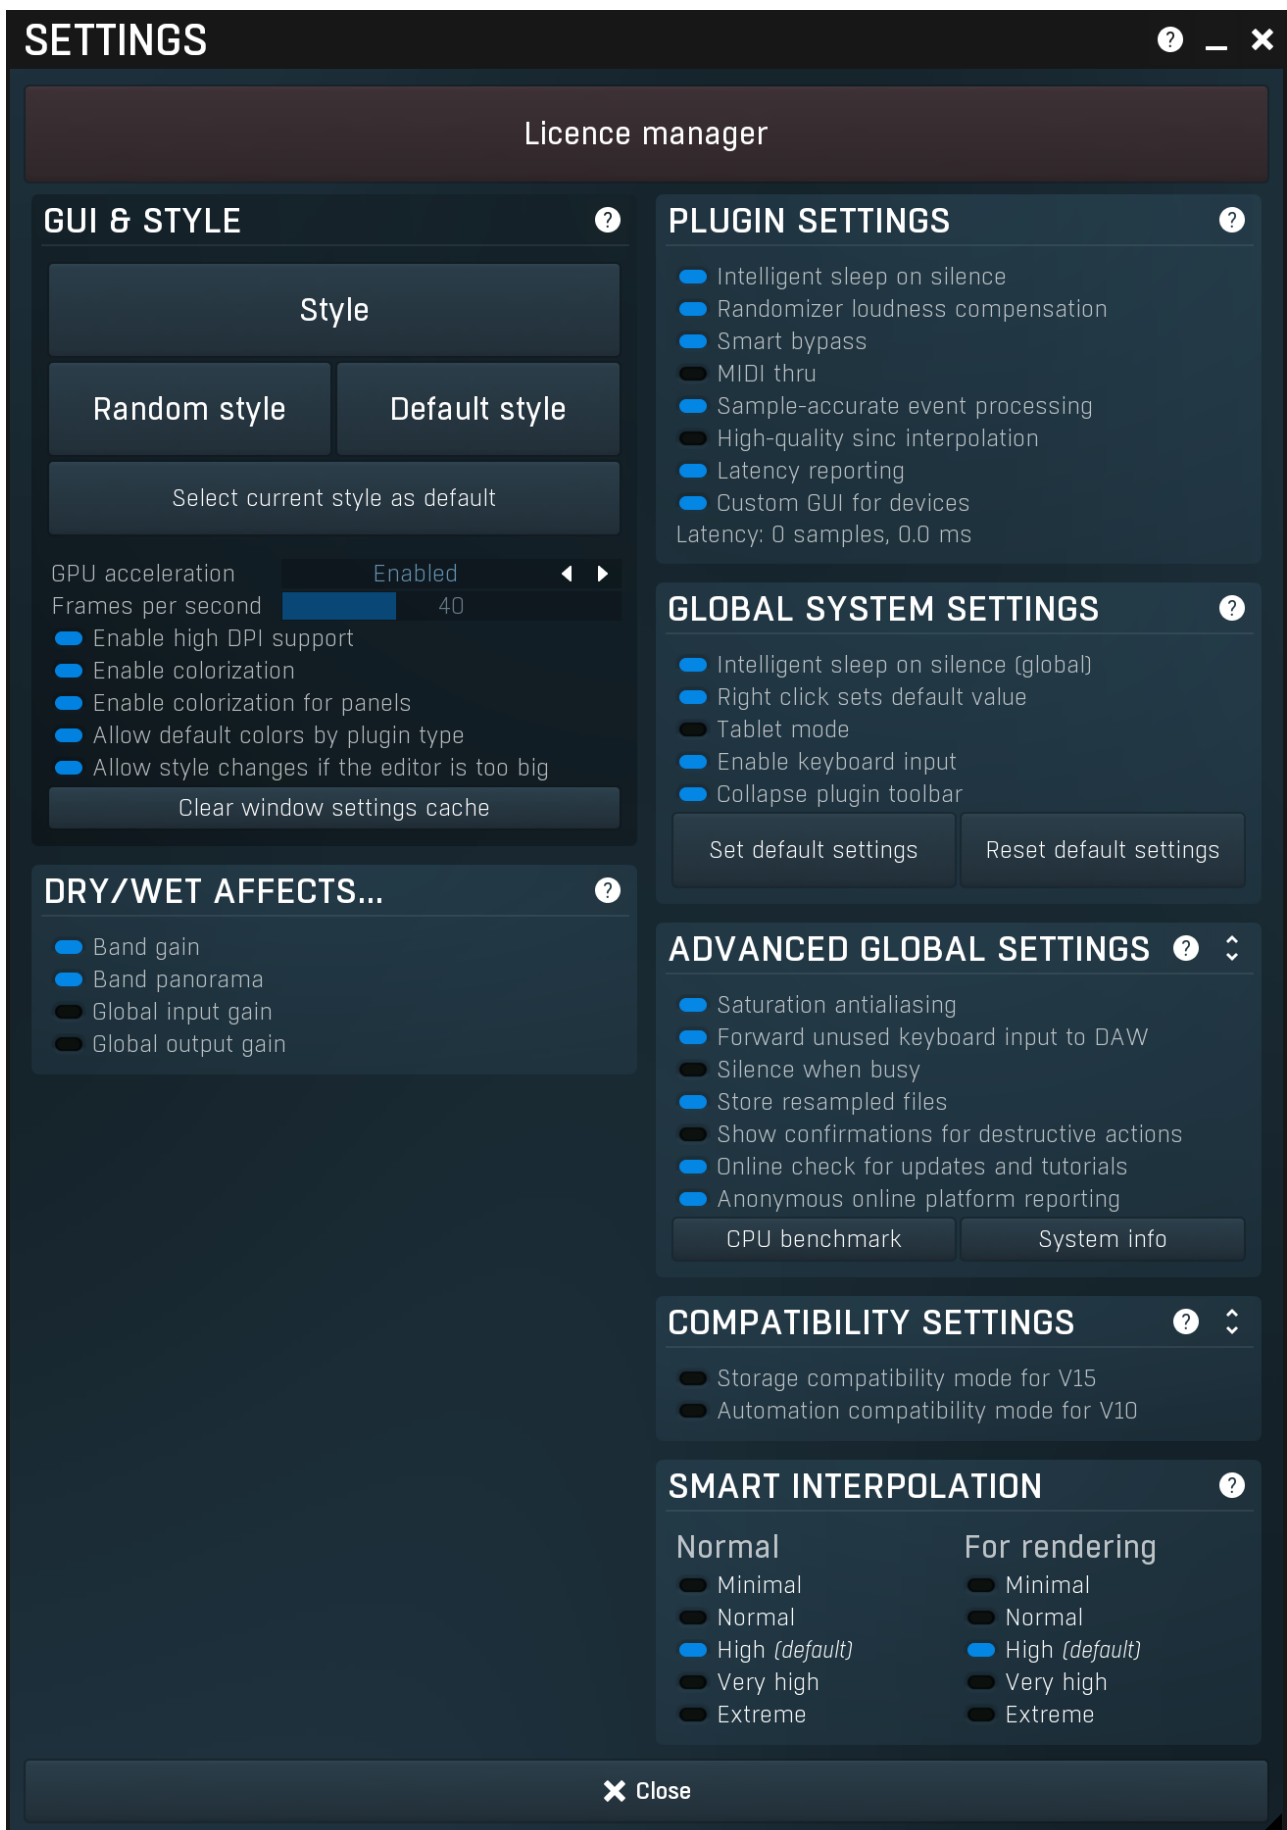 SETTINGS
Licence manager
GUI & STYLE
Style
Random style
Default style
Select current style as default
GPU acceleration Enabled
Frames per second 40
Enable high DPI support
Enable colorization
Enable colorization for panels
Allow default colors by plugin type
Allow style changes if the editor is too big
Clear window settings cache
DRY/WET AFFECTS...
Band gain
Band panorama
Global input gain
Global output gain
PLUGIN SETTINGS
Intelligent sleep on silence
Randomizer loudness compensation
Smart bypass
MIDI thru
Sample-accurate event processing
High-quality sinc interpolation
Latency reporting
Custom GUI for devices
Latency: 0 samples, 0.0 ms
GLOBAL SYSTEM SETTINGS
Intelligent sleep on silence (global)
Right click sets default value
Tablet mode
Enable keyboard input
Collapse plugin toolbar
Set default settings
Reset default settings
ADVANCED GLOBAL SETTINGS
Saturation antialiasing
Forward unused keyboard input to DAW
Silence when busy
Store resampled files
Show confirmations for destructive actions
Online check for updates and tutorials
Anonymous online platform reporting
CPU benchmark
System info
COMPATIBILITY SETTINGS
Storage compatibility mode for V15
Automation compatibility mode for V10
SMART INTERPOLATION
Normal
Minimal
Normal
High (default)
Very high
Extreme
For rendering
Minimal
Normal
High (default)
Very high
Extreme
Close